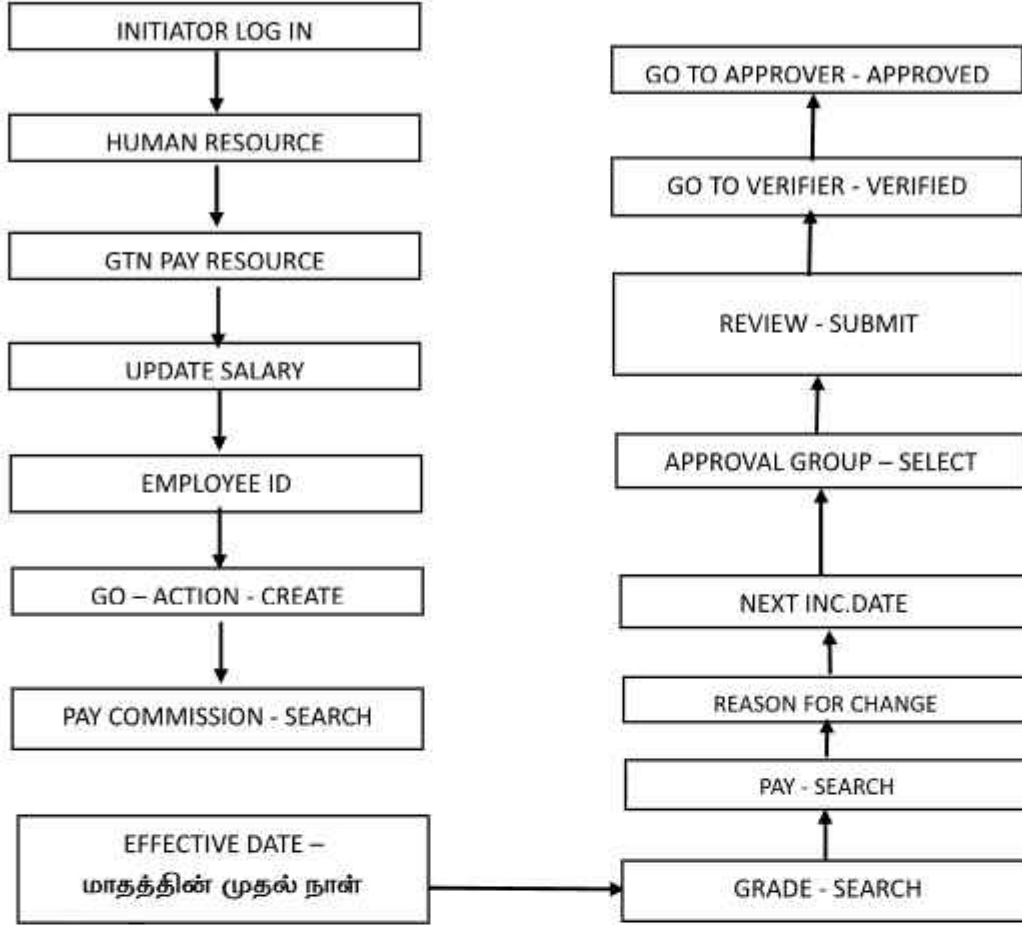 INITIATOR LOG IN
HUMAN RESOURCE
GTN PAY RESOURCE
UPDATE SALARY
EMPLOYEE ID
GO – ACTION - CREATE
PAY COMMISSION - SEARCH
EFFECTIVE DATE –
மாதத்தின் முதல் நாள்
GRADE - SEARCH
PAY - SEARCH
REASON FOR CHANGE
NEXT INC.DATE
APPROVAL GROUP – SELECT
REVIEW - SUBMIT
GO TO VERIFIER - VERIFIED
GO TO APPROVER - APPROVED